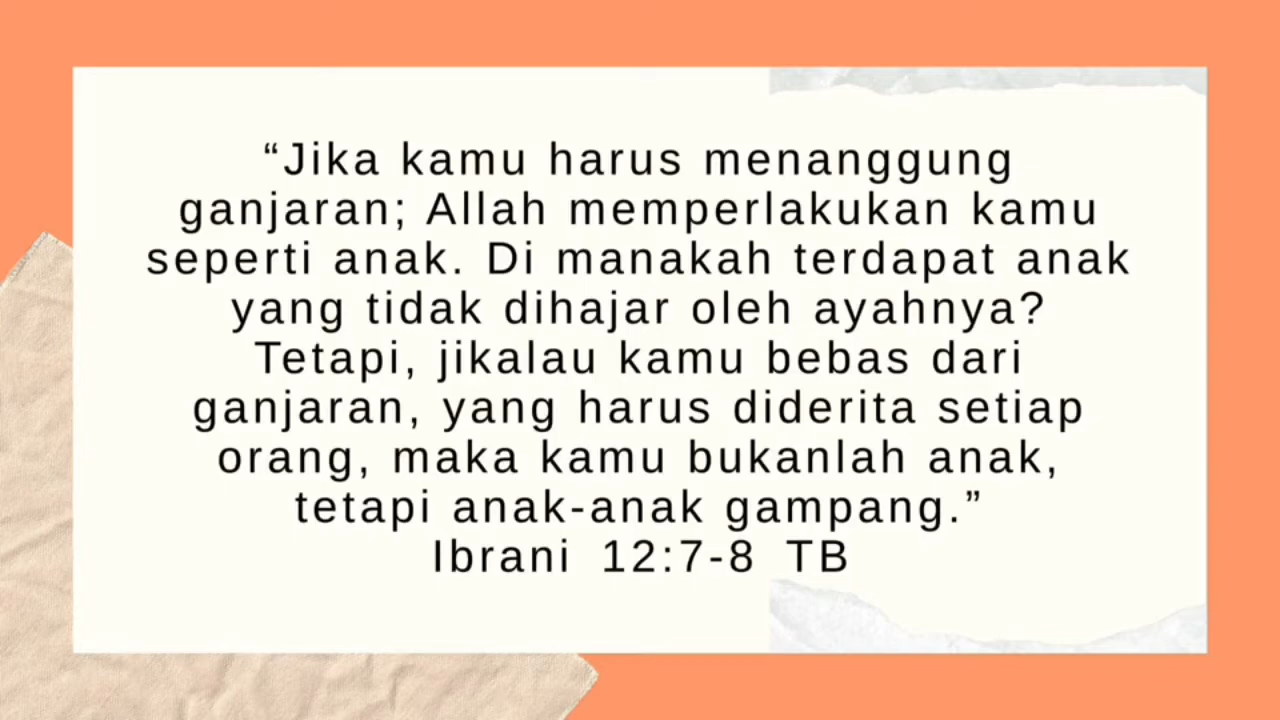 “Jika kamu harus menanggung
ganjaran; Allah memperlakukan kamu
seperti anak. Di manakah terdapat anak
yang tidak dihajar oleh ayahnya?
Tetapi, jikalau kamu bebas dari
ganjaran, yang harus diderita setiap
orang, maka kamu bukanlah anak,
tetapi anak-anak gampang.”
Ibrani 12:7-8 TB